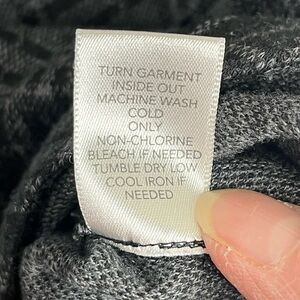 TURN GARMENT
INSIDE OUT
MACHINE WASH
COLD
ONLY
NON-CHLORINE
BLEACH IF NEEDED
TUMBLE DRY LOW
COOL IRON IF
NEEDED